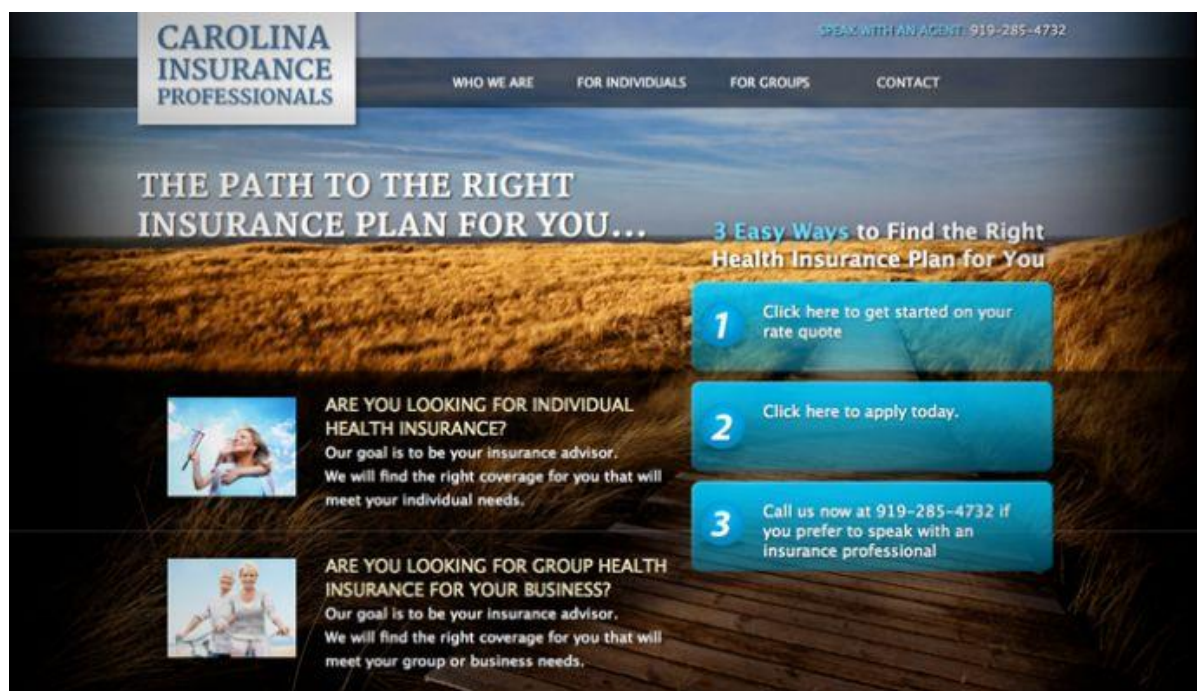 CAROLINA
INSURANCE
PROFESSIONALS
SPEAK WITH AN AGENT: 919-285-4732
WHO WE ARE FOR INDIVIDUALS FOR GROUPS CONTACT
THE PATH TO THE RIGHT
INSURANCE PLAN FOR YOU...
3 Easy Ways to Find the Right
Health Insurance Plan for You
1 Click here to get started on your
rate quote
2 Click here to apply today.
3 Call us now at 919-285-4732 if
you prefer to speak with an
insurance professional
ARE YOU LOOKING FOR INDIVIDUAL
HEALTH INSURANCE?
Our goal is to be your insurance advisor.
We will find the right coverage for you that will
meet your individual needs.
ARE YOU LOOKING FOR GROUP HEALTH
INSURANCE FOR YOUR BUSINESS?
Our goal is to be your insurance advisor.
We will find the right coverage for you that will
meet your group or business needs.